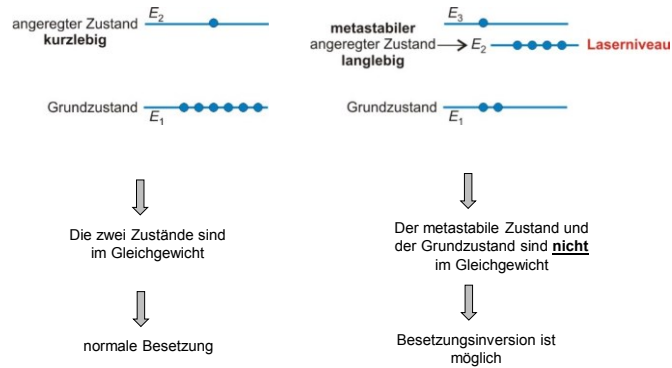 angeregter Zustand
kurzlebig
E2
Grundzustand
E1
Die zwei Zustände sind
im Gleichgewicht
normale Besetzung
E3
metastabiler
angeregter Zustand
langlebig
E2
Laserniveau
Grundzustand
E1
Der metastabile Zustand und
der Grundzustand sind nicht
im Gleichgewicht
Besetzungsinversion ist
möglich